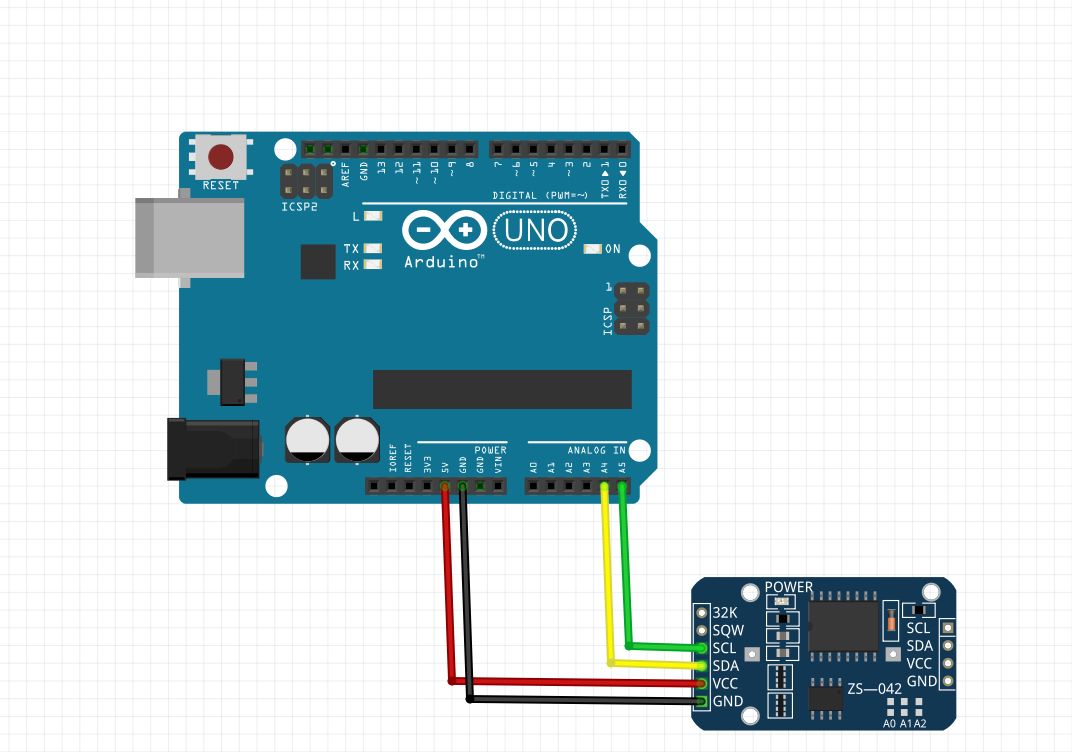 RESET
ICSP2
AREF
GND
13
12
~11
~10
~9
8
7
~6
~5
4
~3
2
TX0▶1
RX0◀0
DIGITAL (PWM=~)
L
TX
RX
UNO
Arduino™
ON
1
ICSP
POWER
ANALOG IN
IOREF
RESET
3V3
5V
GND
GND
VIN
A0
A1
A2
A3
A4
A5
POWER
32K
SQW
SCL
SDA
VCC
GND
SCL
SDA
VCC
GND
ZS—042
A0 A1 A2